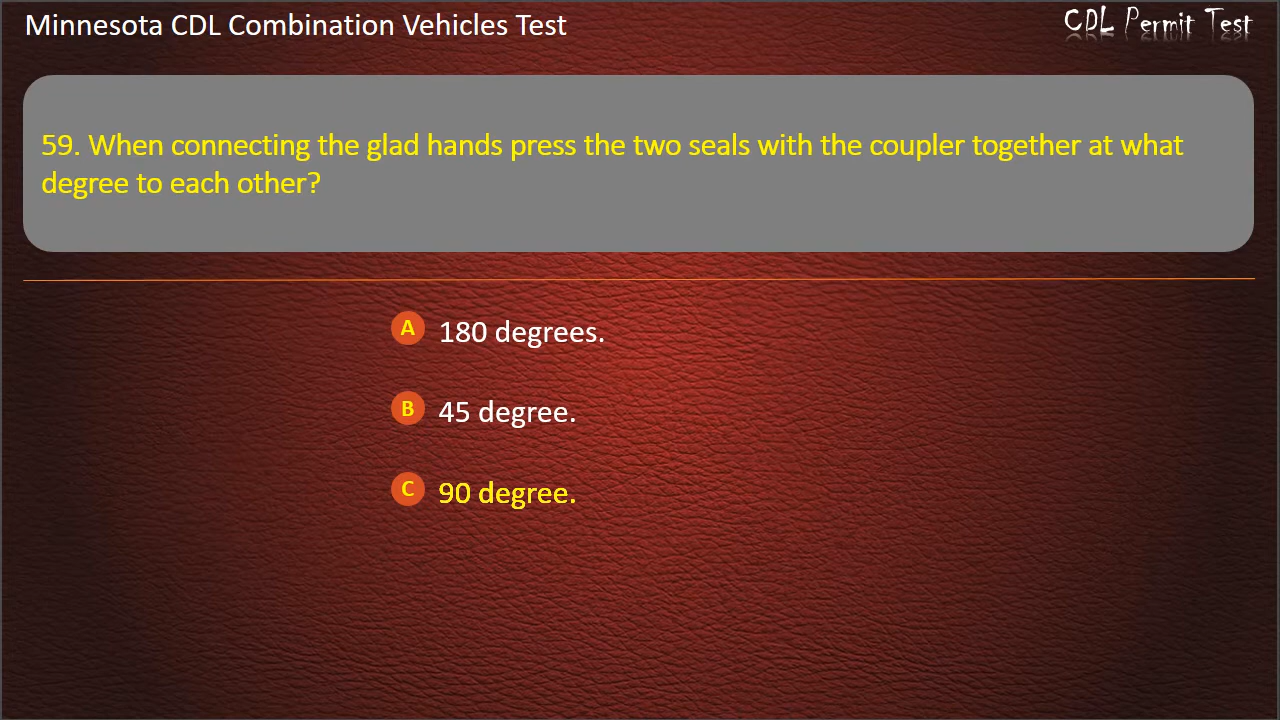 Minnesota CDL Combination Vehicles Test
CDL Permit Test
59. When connecting the glad hands press the two seals with the coupler together at what
degree to each other?
A 180 degrees.
B 45 degree.
C 90 degree.